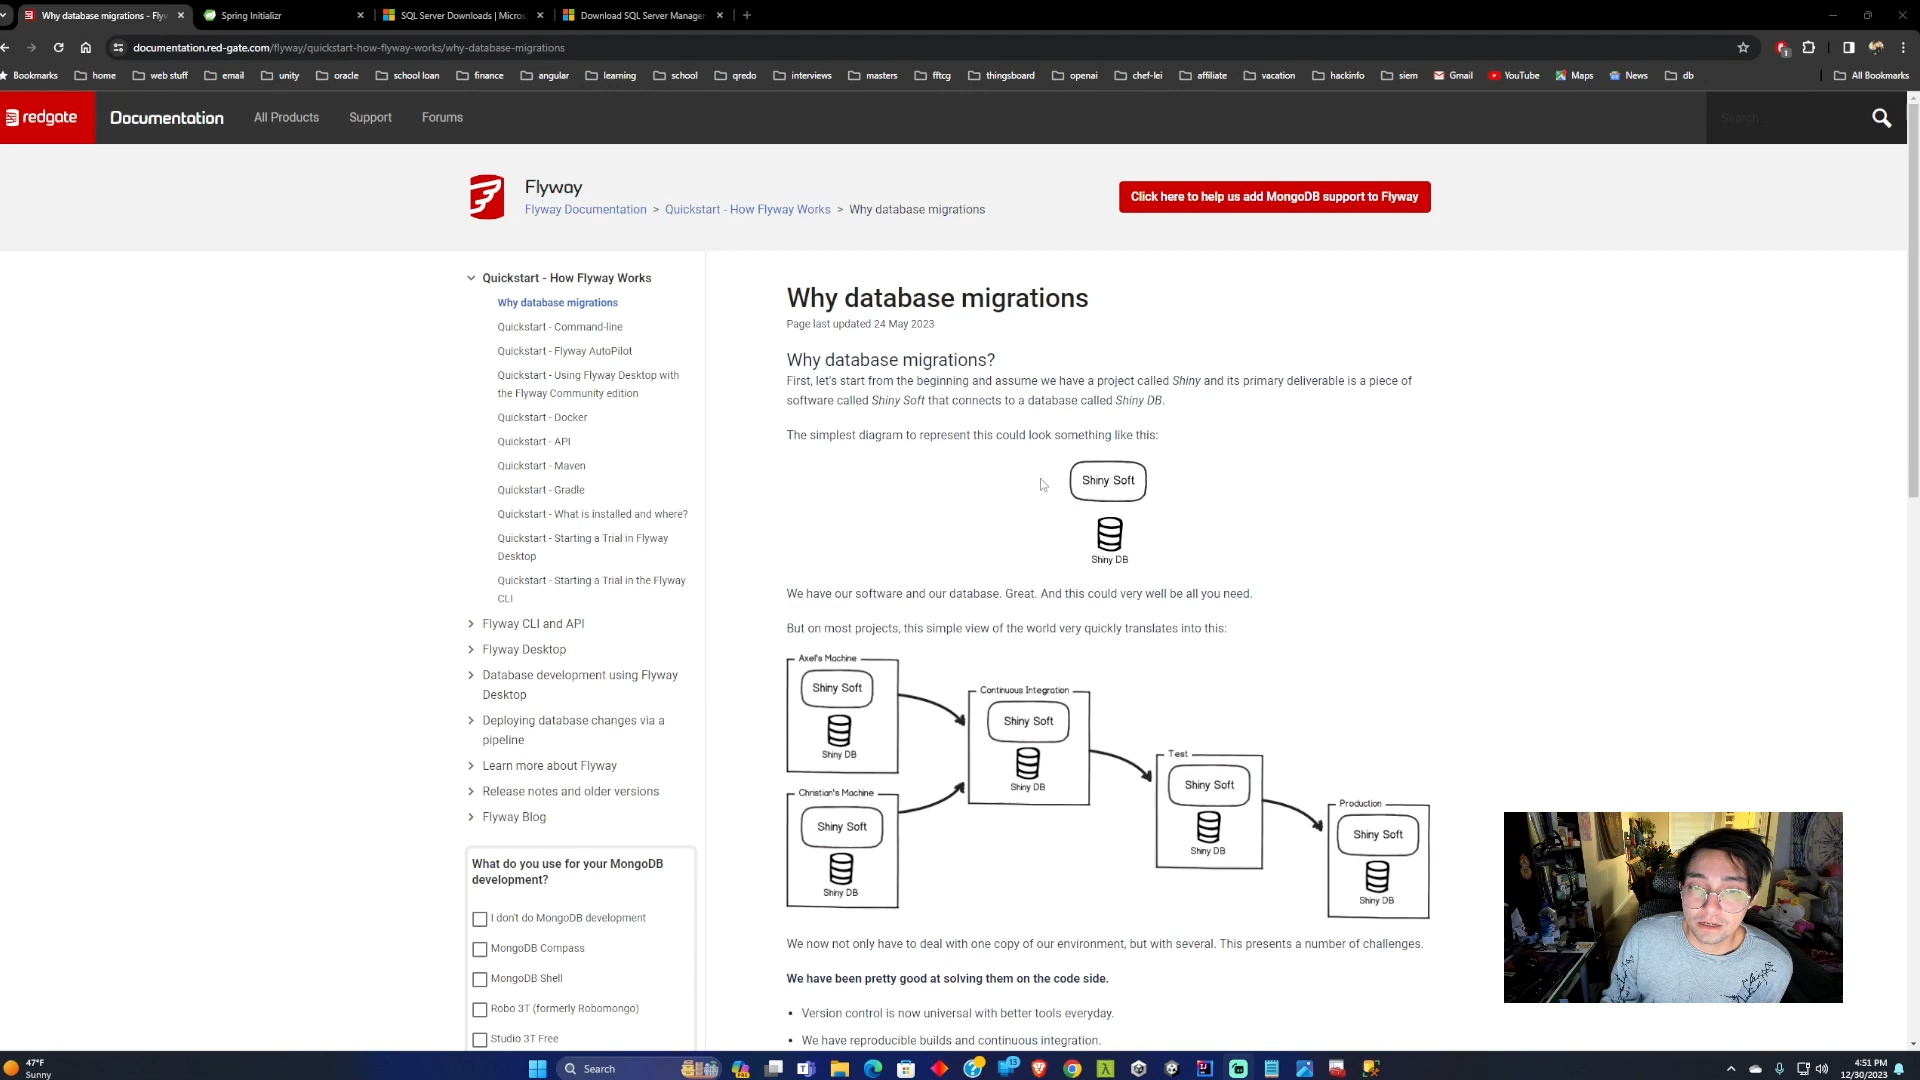 Why database migrations - Flyw
Spring Initializr
SQL Server Downloads | Micros
Download SQL Server Manager
documentation.red-gate.com/flyway/quickstart-how-flyway-works/why-database-migrations
Bookmarks
home
web stuff
email
unity
oracle
school loan
finance
angular
learning
school
qredo
interviews
masters
fftcg
thingsboard
openai
chef-lei
affiliate
vacation
hackinfo
siem
Gmail
YouTube
Maps
News
db
All Bookmarks
redgate
Documentation
All Products
Support
Forums
Search
Flyway
Flyway Documentation > Quickstart - How Flyway Works > Why database migrations
Click here to help us add MongoDB support to Flyway
Quickstart - How Flyway Works
Why database migrations
Quickstart - Command-line
Quickstart - Flyway AutoPilot
Quickstart - Using Flyway Desktop with
the Flyway Community edition
Quickstart - Docker
Quickstart - API
Quickstart - Maven
Quickstart - Gradle
Quickstart - What is installed and where?
Quickstart - Starting a Trial in Flyway
Desktop
Quickstart - Starting a Trial in the Flyway
CLI
Flyway CLI and API
Flyway Desktop
Database development using Flyway
Desktop
Deploying database changes via a
pipeline
Learn more about Flyway
Release notes and older versions
Flyway Blog
What do you use for your MongoDB
development?
I don't do MongoDB development
MongoDB Compass
MongoDB Shell
Robo 3T (formerly Robomongo)
Studio 3T Free
Why database migrations
Page last updated 24 May 2023
Why database migrations?
First, let's start from the beginning and assume we have a project called Shiny and its primary deliverable is a piece of
software called Shiny Soft that connects to a database called Shiny DB.
The simplest diagram to represent this could look something like this:
Shiny Soft
Shiny DB
We have our software and our database. Great. And this could very well be all you need.
But on most projects, this simple view of the world very quickly translates into this:
Axel's Machine
Shiny Soft
Shiny DB
Christian's Machine
Shiny Soft
Shiny DB
Continuous Integration
Shiny Soft
Shiny DB
Test
Shiny Soft
Shiny DB
Production
Shiny Soft
Shiny DB
We now not only have to deal with one copy of our environment, but with several. This presents a number of challenges.
We have been pretty good at solving them on the code side.
• Version control is now universal with better tools everyday.
• We have reproducible builds and continuous integration.
47°F
Sunny
Search
13
4:51 PM
12/30/2023